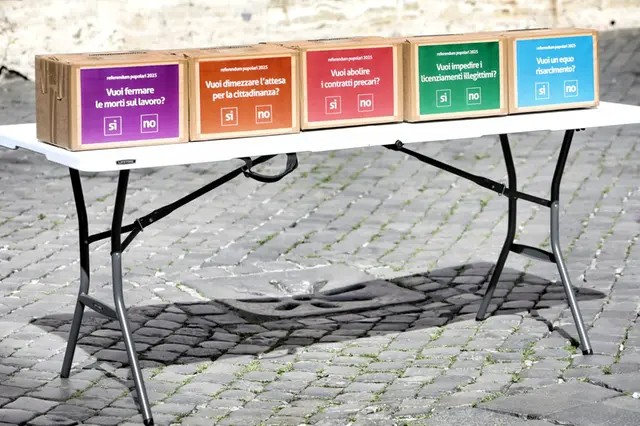 referendum popolari 2025
Vuoi fermare
le morti sul lavoro?
sì no
referendum popolari 2025
Vuoi dimezzare l'attesa
per la cittadinanza?
sì no
referendum popolari 2025
Vuoi abolire
i contratti precari?
sì no
referendum popolari 2025
Vuoi impedire i
licenziamenti illegittimi?
sì no
referendum popolari 2025
Vuoi un equo
risarcimento?
sì no
LIFETIME